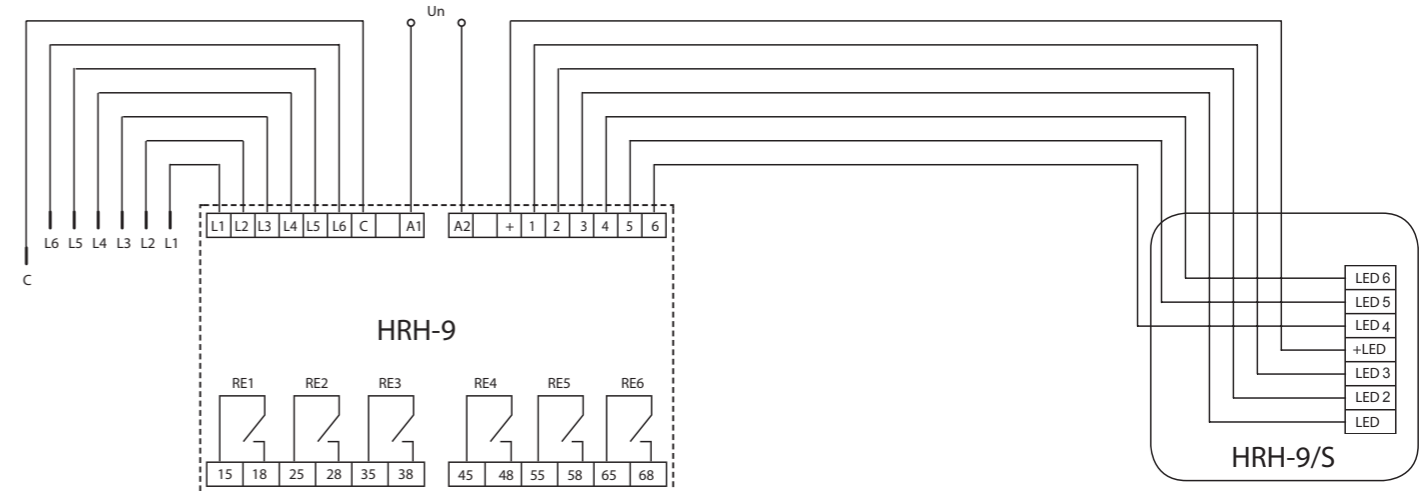 Un
L1 L2 L3 L4 L5 L6 C A1 A2 + 1 2 3 4 5 6
L6 L5 L4 L3 L2 L1
C
LED 6
LED 5
LED 4
+LED
LED 3
LED 2
LED
HRH-9
HRH-9/S
RE1 RE2 RE3 RE4 RE5 RE6
15 18 25 28 35 38 45 48 55 58 65 68